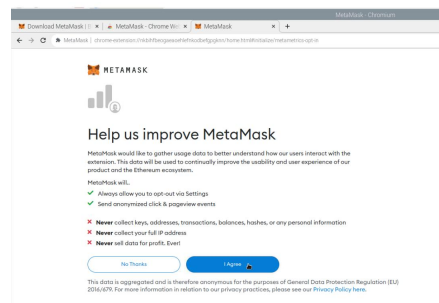 MetaMask - Chromium
Download MetaMask | B
MetaMask - Chrome We
MetaMask
MetaMask
METAMASK
Help us improve MetaMask
MetaMask would like to gather usage data to better understand how our users interact with the
extension. This data will be used to continually improve the usability and user experience of our
product and the Ethereum ecosystem.
MetaMask will..
Always allow you to opt-out via Settings
Send anonymized click & pageview events
Never collect keys, addresses, transactions, balances, hashes, or any personal information
Never collect your full IP address
Never sell data for profit. Ever!
No Thanks
I Agree
This data is aggregated and is therefore anonymous for the purposes of General Data Protection Regulation (EU)
2016/679. For more information in relation to our privacy practices, please see our Privacy Policy here.